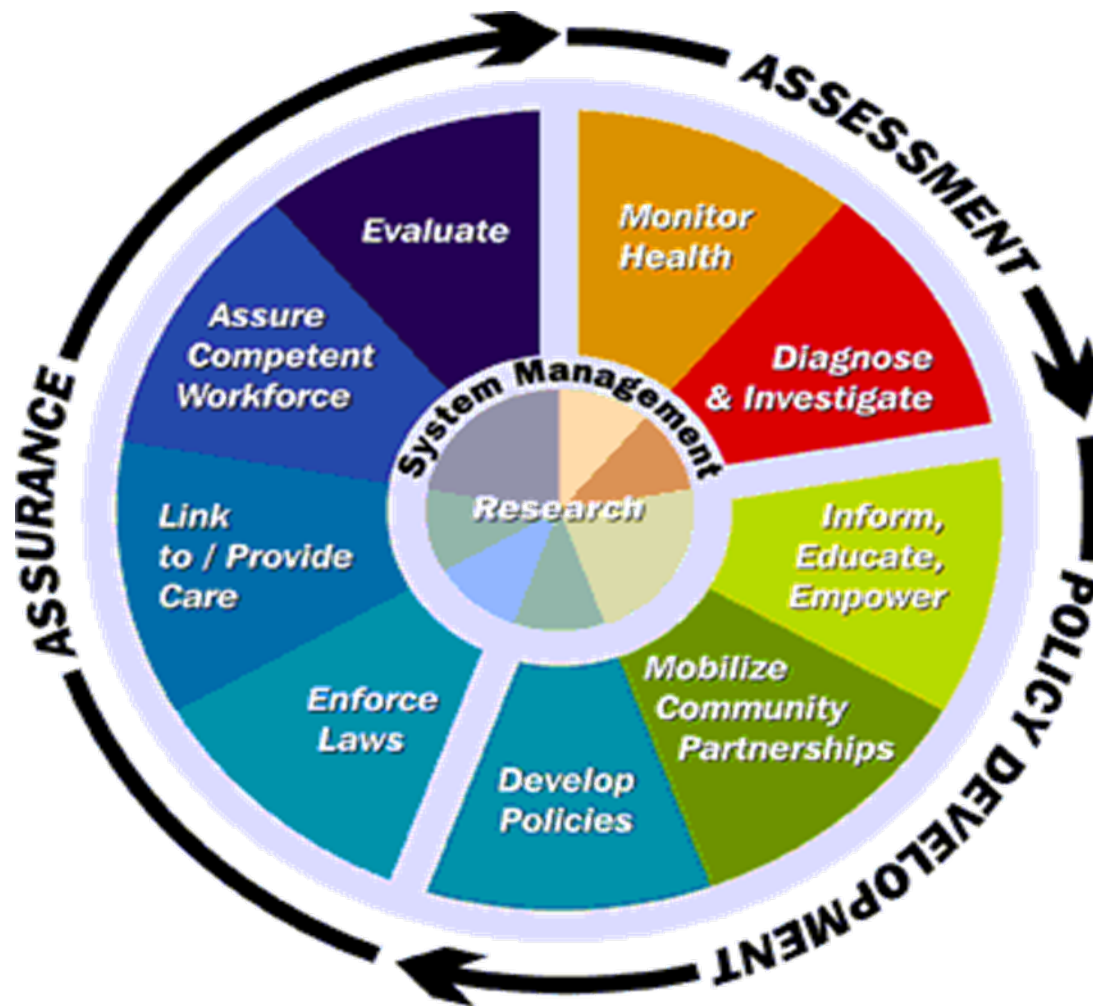 ASSESSMENT
Monitor
Health
Diagnose
& Investigate
POLICY DEVELOPMENT
Inform,
Educate,
Empower
Mobilize
Community
Partnerships
Develop
Policies
ASSURANCE
Enforce
Laws
Link
to / Provide
Care
Assure
Competent
Workforce
Evaluate
System Management
Research